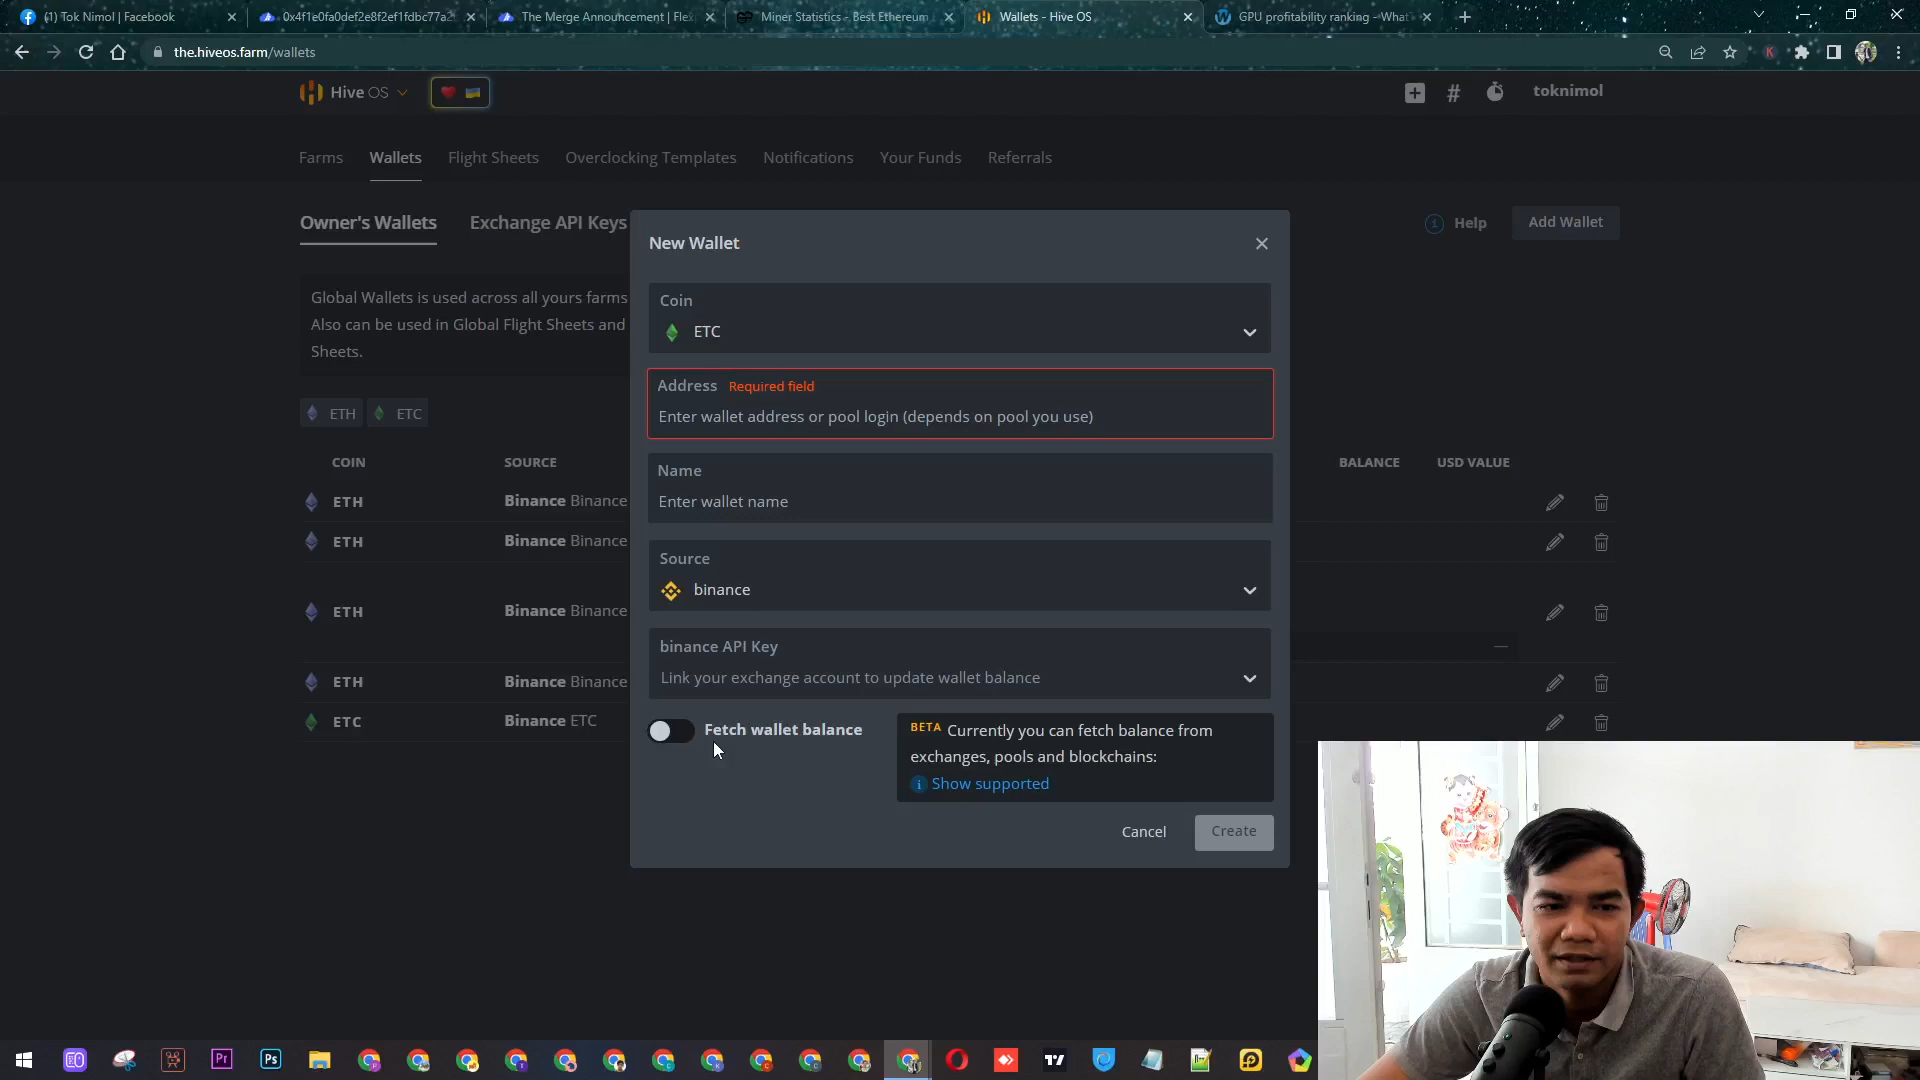 (1) Tok Nimol | Facebook
0x4f1e0fa0def2e8f2ef1fdbc77a2
The Merge Announcement | Flex
Miner Statistics - Best Ethereum
Wallets - Hive OS
GPU profitability ranking - What
the.hiveos.farm/wallets
Hive OS
toknimol
Farms
Wallets
Flight Sheets
Overclocking Templates
Notifications
Your Funds
Referrals
Owner's Wallets
Exchange API Keys
Help
Add Wallet
Global Wallets is used across all yours farms
Also can be used in Global Flight Sheets and
Sheets.
ETH
ETC
COIN SOURCE BALANCE USD VALUE
ETH Binance Binance
ETH Binance Binance
ETH Binance Binance
ETH Binance Binance
ETC Binance ETC
New Wallet
Coin
ETC
Address Required field
Enter wallet address or pool login (depends on pool you use)
Name
Enter wallet name
Source
binance
binance API Key
Link your exchange account to update wallet balance
Fetch wallet balance
BETA Currently you can fetch balance from
exchanges, pools and blockchains:
Show supported
Cancel
Create
Pr
Ps